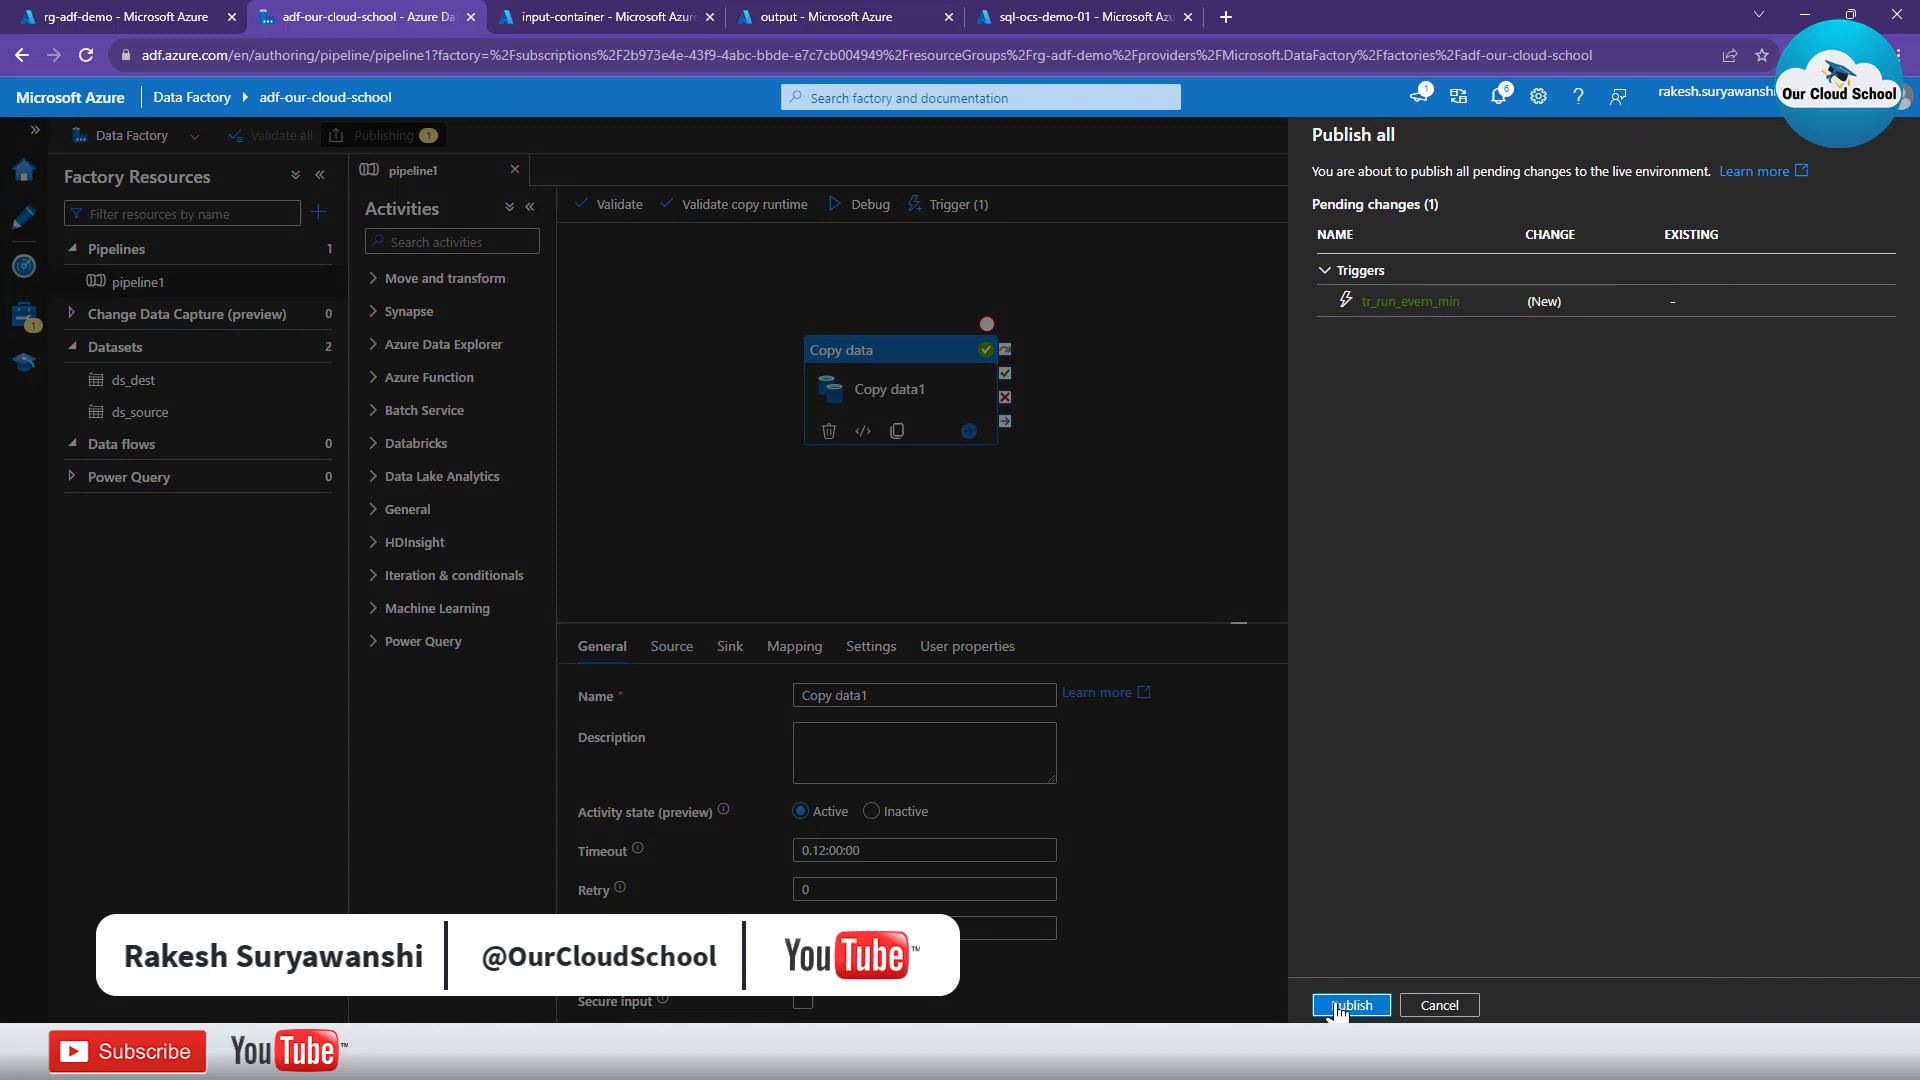 rg-adf-demo - Microsoft Azure
adf-our-cloud-school - Azure Da
input-container - Microsoft Azure
output - Microsoft Azure
sql-ocs-demo-01 - Microsoft Azu
adf.azure.com/en/authoring/pipeline/pipeline1?factory=%2Fsubscriptions%2F2b973e4e-43f9-4abc-bbde-e7c7cb004949%2FresourceGroups%2Frg-adf-demo%2Fproviders%2FMicrosoft.DataFactory%2Ffactories%2Fadf-our-cloud-school
Microsoft Azure
Data Factory
adf-our-cloud-school
Search factory and documentation
1
6
rakesh.suryawanshi
Our Cloud School
Data Factory
Validate all
Publishing
1
Factory Resources
Filter resources by name
Pipelines 1
pipeline1
Change Data Capture (preview) 0
Datasets 2
ds_dest
ds_source
Data flows 0
Power Query 0
1
pipeline1
Activities
Search activities
Move and transform
Synapse
Azure Data Explorer
Azure Function
Batch Service
Databricks
Data Lake Analytics
General
HDInsight
Iteration & conditionals
Machine Learning
Power Query
Validate
Validate copy runtime
Debug
Trigger (1)
Copy data
Copy data1
General
Source
Sink
Mapping
Settings
User properties
Name *
Copy data1
Learn more
Description
Activity state (preview)
Active
Inactive
Timeout
0.12:00:00
Retry
0
Secure input
Publish all
You are about to publish all pending changes to the live environment. Learn more
Pending changes (1)
NAME CHANGE EXISTING
Triggers
tr_run_evern_min (New) -
Publish
Cancel
Rakesh Suryawanshi
@OurCloudSchool
YouTube™
Subscribe
YouTube™